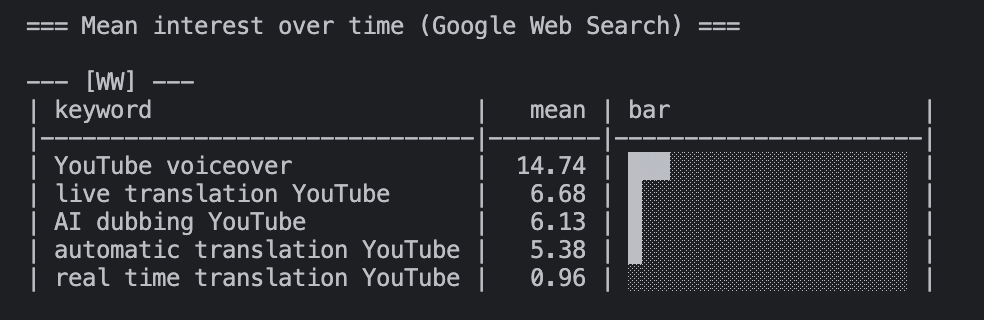 === Mean interest over time (Google Web Search) ===
--- [WW] ---
| keyword                       |   mean | bar                  |
|-------------------------------|--------|----------------------|
| YouTube voiceover             |  14.74 | ███░░░░░░░░░░░░░░░░░ |
| live translation YouTube      |   6.68 | █░░░░░░░░░░░░░░░░░░░ |
| AI dubbing YouTube            |   6.13 | █░░░░░░░░░░░░░░░░░░░ |
| automatic translation YouTube |   5.38 | █░░░░░░░░░░░░░░░░░░░ |
| real time translation YouTube |   0.96 | ░░░░░░░░░░░░░░░░░░░░ |